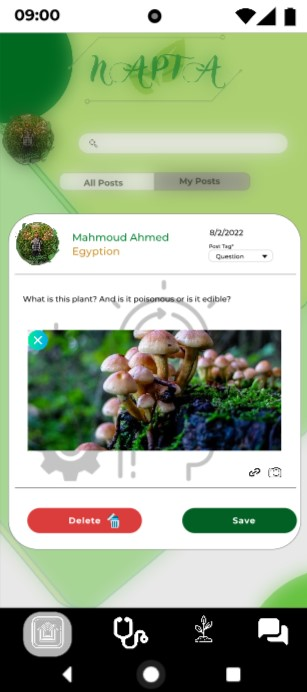 09:00
NAPTA
All Posts
My Posts
Mahmoud Ahmed
8/2/2022
Egyption
Post Tag*
Question
What is this plant? And is it poisonous or is it edible?
Delete
Save